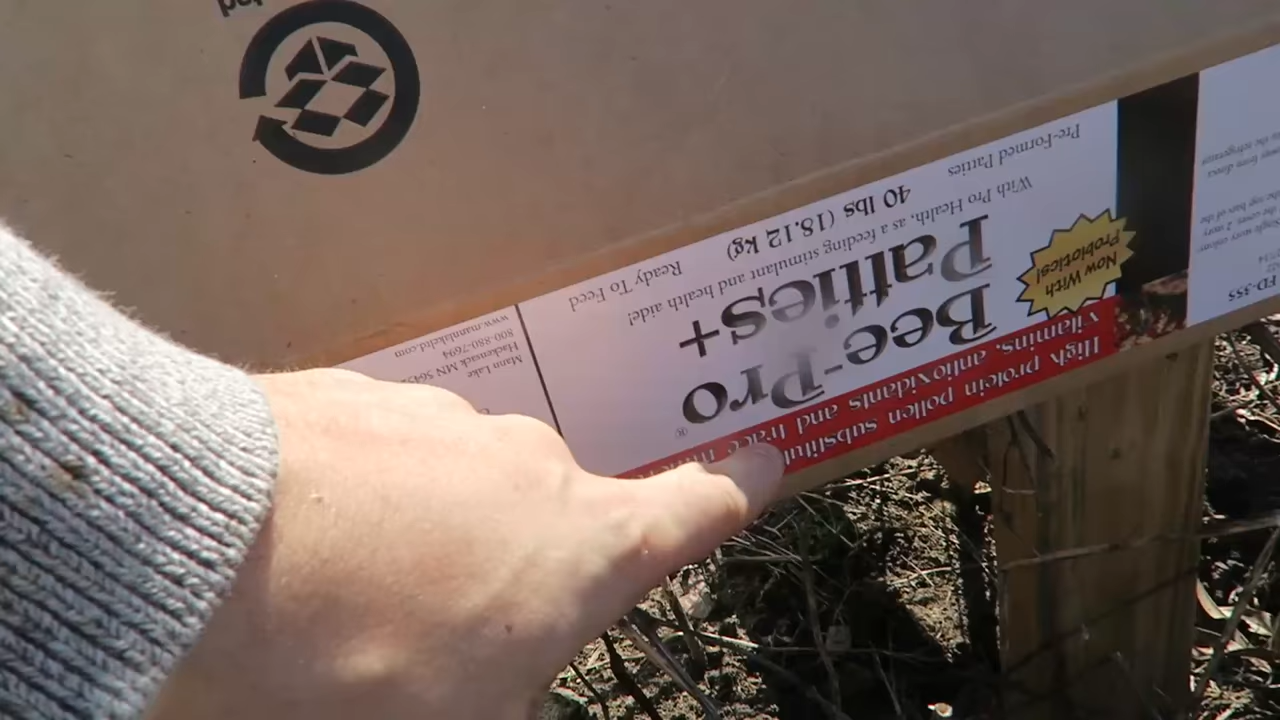 High protein pollen substitute
vitamins, antioxidants and trace
Bee-Pro®
Patties+
Now With
Probiotics!
With Pro Health, as a feeding stimulant and health aide!
40 lbs (18.12 kg)
Pre-Formed Patties
Ready To Feed
Mann Lake
Hackensack MN
800-880-7694
www.mannlakeltd.com
FD-355